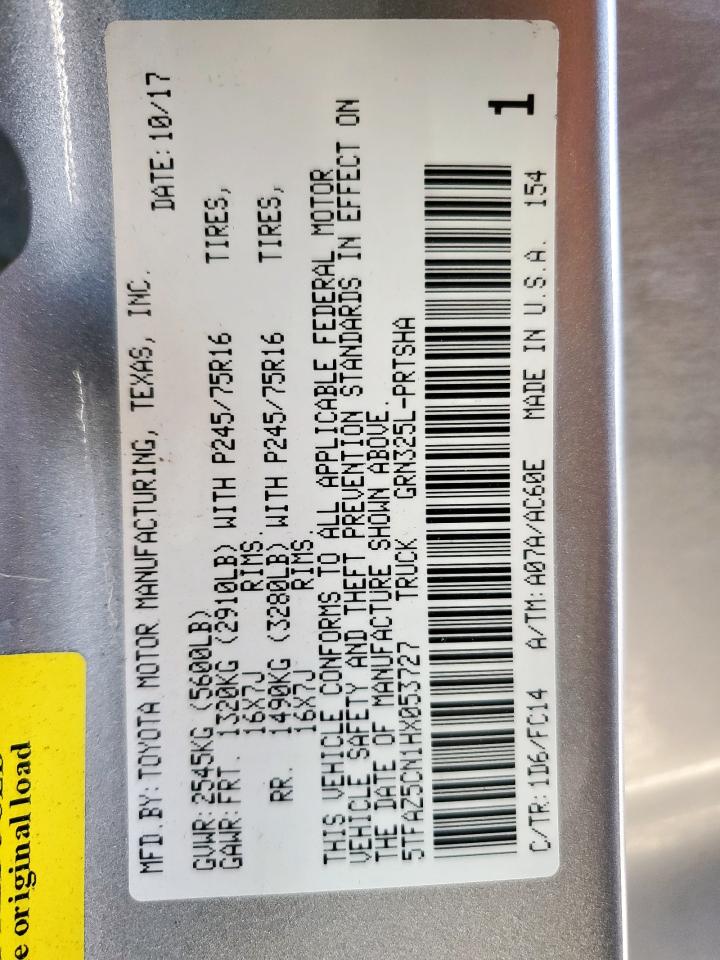 MFD.BY:TOYOTA MOTOR MANUFACTURING, TEXAS, INC. DATE:10/17
GVWR:2545KG (5600LB)
GAWR:FRT. 1320KG (2910LB) WITH P245/75R16 TIRES,
16X7J RIMS.
RR. 1490KG (3280LB) WITH P245/75R16 TIRES,
16X7J RIMS
THIS VEHICLE CONFORMS TO ALL APPLICABLE FEDERAL MOTOR
VEHICLE SAFETY AND THEFT PREVENTION STANDARDS IN EFFECT ON
THE DATE OF MANUFACTURE SHOWN ABOVE.
5TFAZ5CN1HX053727 TRUCK GRN325L-PRTSHA
1
C/TR:1D6/FC14 A/TM:A07A/AC60E MADE IN U.S.A. 154
e original load